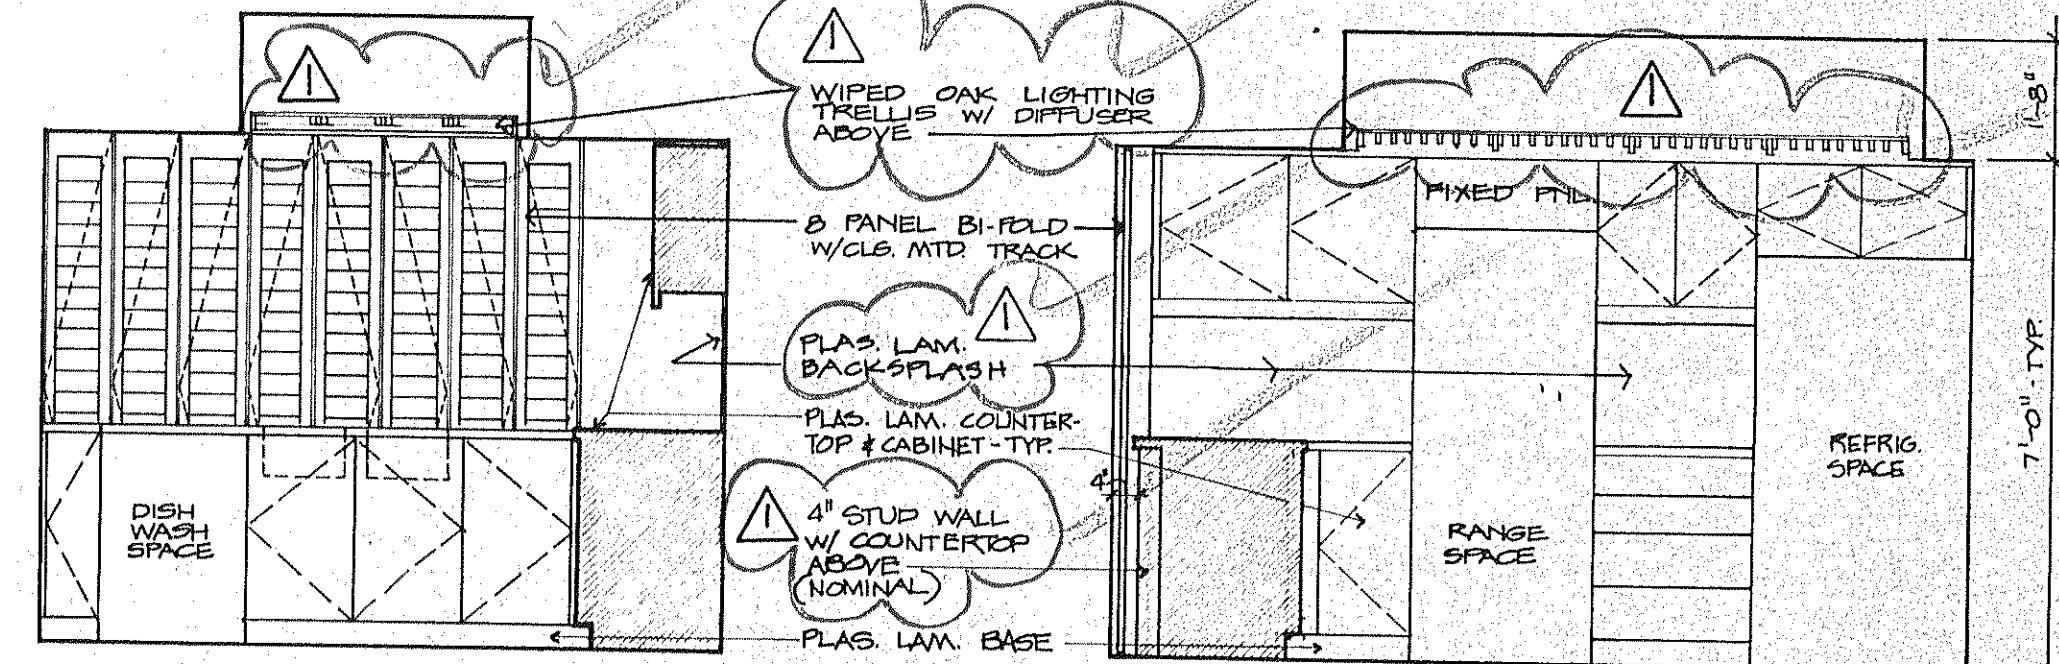 1
1
1
WIPED OAK LIGHTING
TRELLIS W/ DIFFUSER
ABOVE
1'-8"
FIXED PNL.
8 PANEL BI-FOLD
W/CLG. MTD. TRACK
1
PLAS. LAM.
BACKSPLASH
7'-0"-TYP.
PLAS. LAM. COUNTER-
TOP & CABINET-TYP.
REFRIG.
SPACE
4"
1
4" STUD WALL
W/ COUNTERTOP
ABOVE
(NOMINAL)
DISH
WASH
SPACE
RANGE
SPACE
PLAS. LAM. BASE